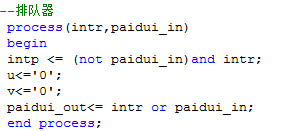 --排队器
process(intr,paidui_in)
begin
intp <= (not paidui_in)and intr;
u<='0';
v<='0';
paidui_out<= intr or paidui_in;
end process;